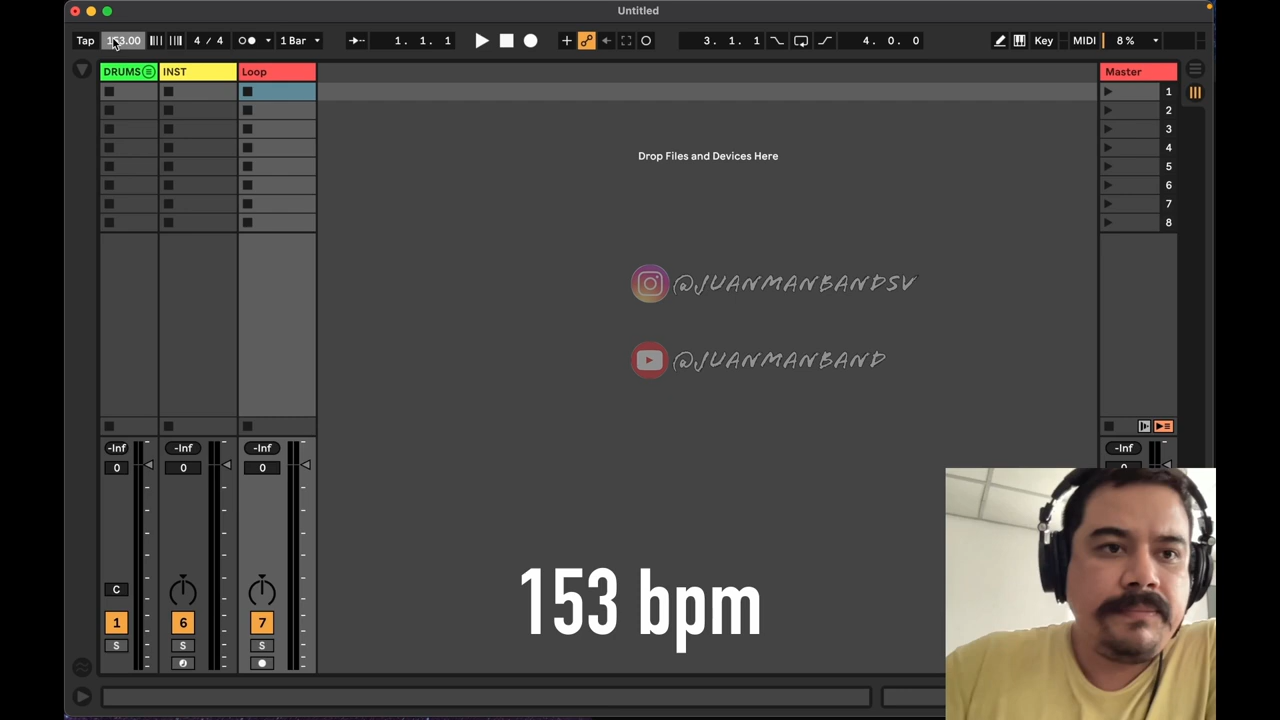 Untitled
Tap 153.00 4 / 4 1 Bar 1. 1. 1 3. 1. 1 4. 0. 0 Key MIDI 8 %
DRUMS INST Loop Master
1
2
3
4
5
6
7
8
Drop Files and Devices Here
@JUANMANBANDSV
@JUANMANBAND
-Inf -Inf -Inf -Inf
0 0 0 0
C
1 6 7
S S S
153 bpm